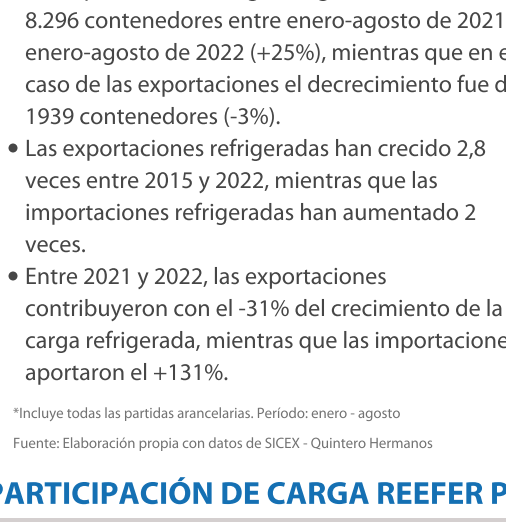 8.296 contenedores entre enero-agosto de 2021
enero-agosto de 2022 (+25%), mientras que en e
caso de las exportaciones el decrecimiento fue d
1939 contenedores (-3%).
• Las exportaciones refrigeradas han crecido 2,8
veces entre 2015 y 2022, mientras que las
importaciones refrigeradas han aumentado 2
veces.
• Entre 2021 y 2022, las exportaciones
contribuyeron con el -31% del crecimiento de la
carga refrigerada, mientras que las importacione
aportaron el +131%.
*Incluye todas las partidas arancelarias. Período: enero - agosto
Fuente: Elaboración propia con datos de SICEX - Quintero Hermanos
PARTICIPACIÓN DE CARGA REEFER P